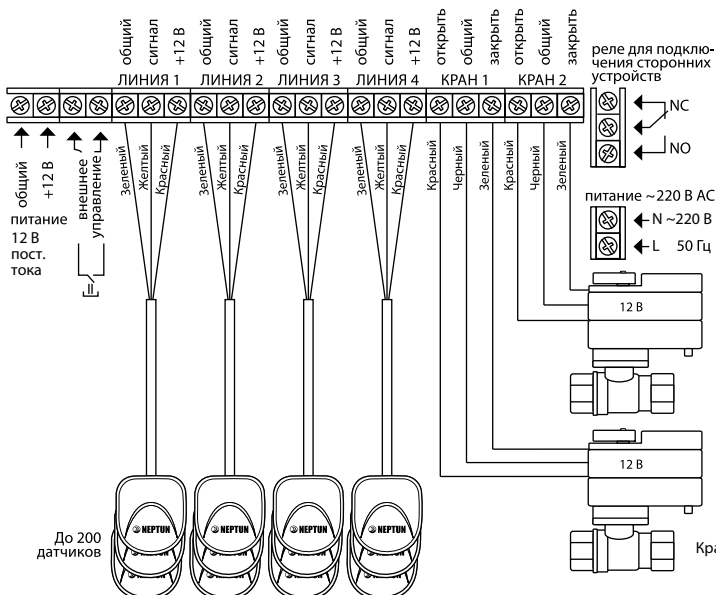 общий
сигнал
+12 В
общий
сигнал
+12 В
общий
сигнал
+12 В
общий
сигнал
+12 В
открыть
общий
закрыть
открыть
общий
закрыть
ЛИНИЯ 1
ЛИНИЯ 2
ЛИНИЯ 3
ЛИНИЯ 4
КРАН 1
КРАН 2
реле для подклю-
чения сторонних
устройств
NC
NO
общий
+12 В
питание
12 В
пост.
тока
внешнее
управление
Зеленый
Желтый
Красный
Зеленый
Желтый
Красный
Зеленый
Желтый
Красный
Зеленый
Желтый
Красный
Красный
Черный
Зеленый
Красный
Черный
Зеленый
питание ~220 В AC
N ~220 В
L 50 Гц
12 В
12 В
До 200
датчиков
NEPTUN
NEPTUN
NEPTUN
NEPTUN
Кра